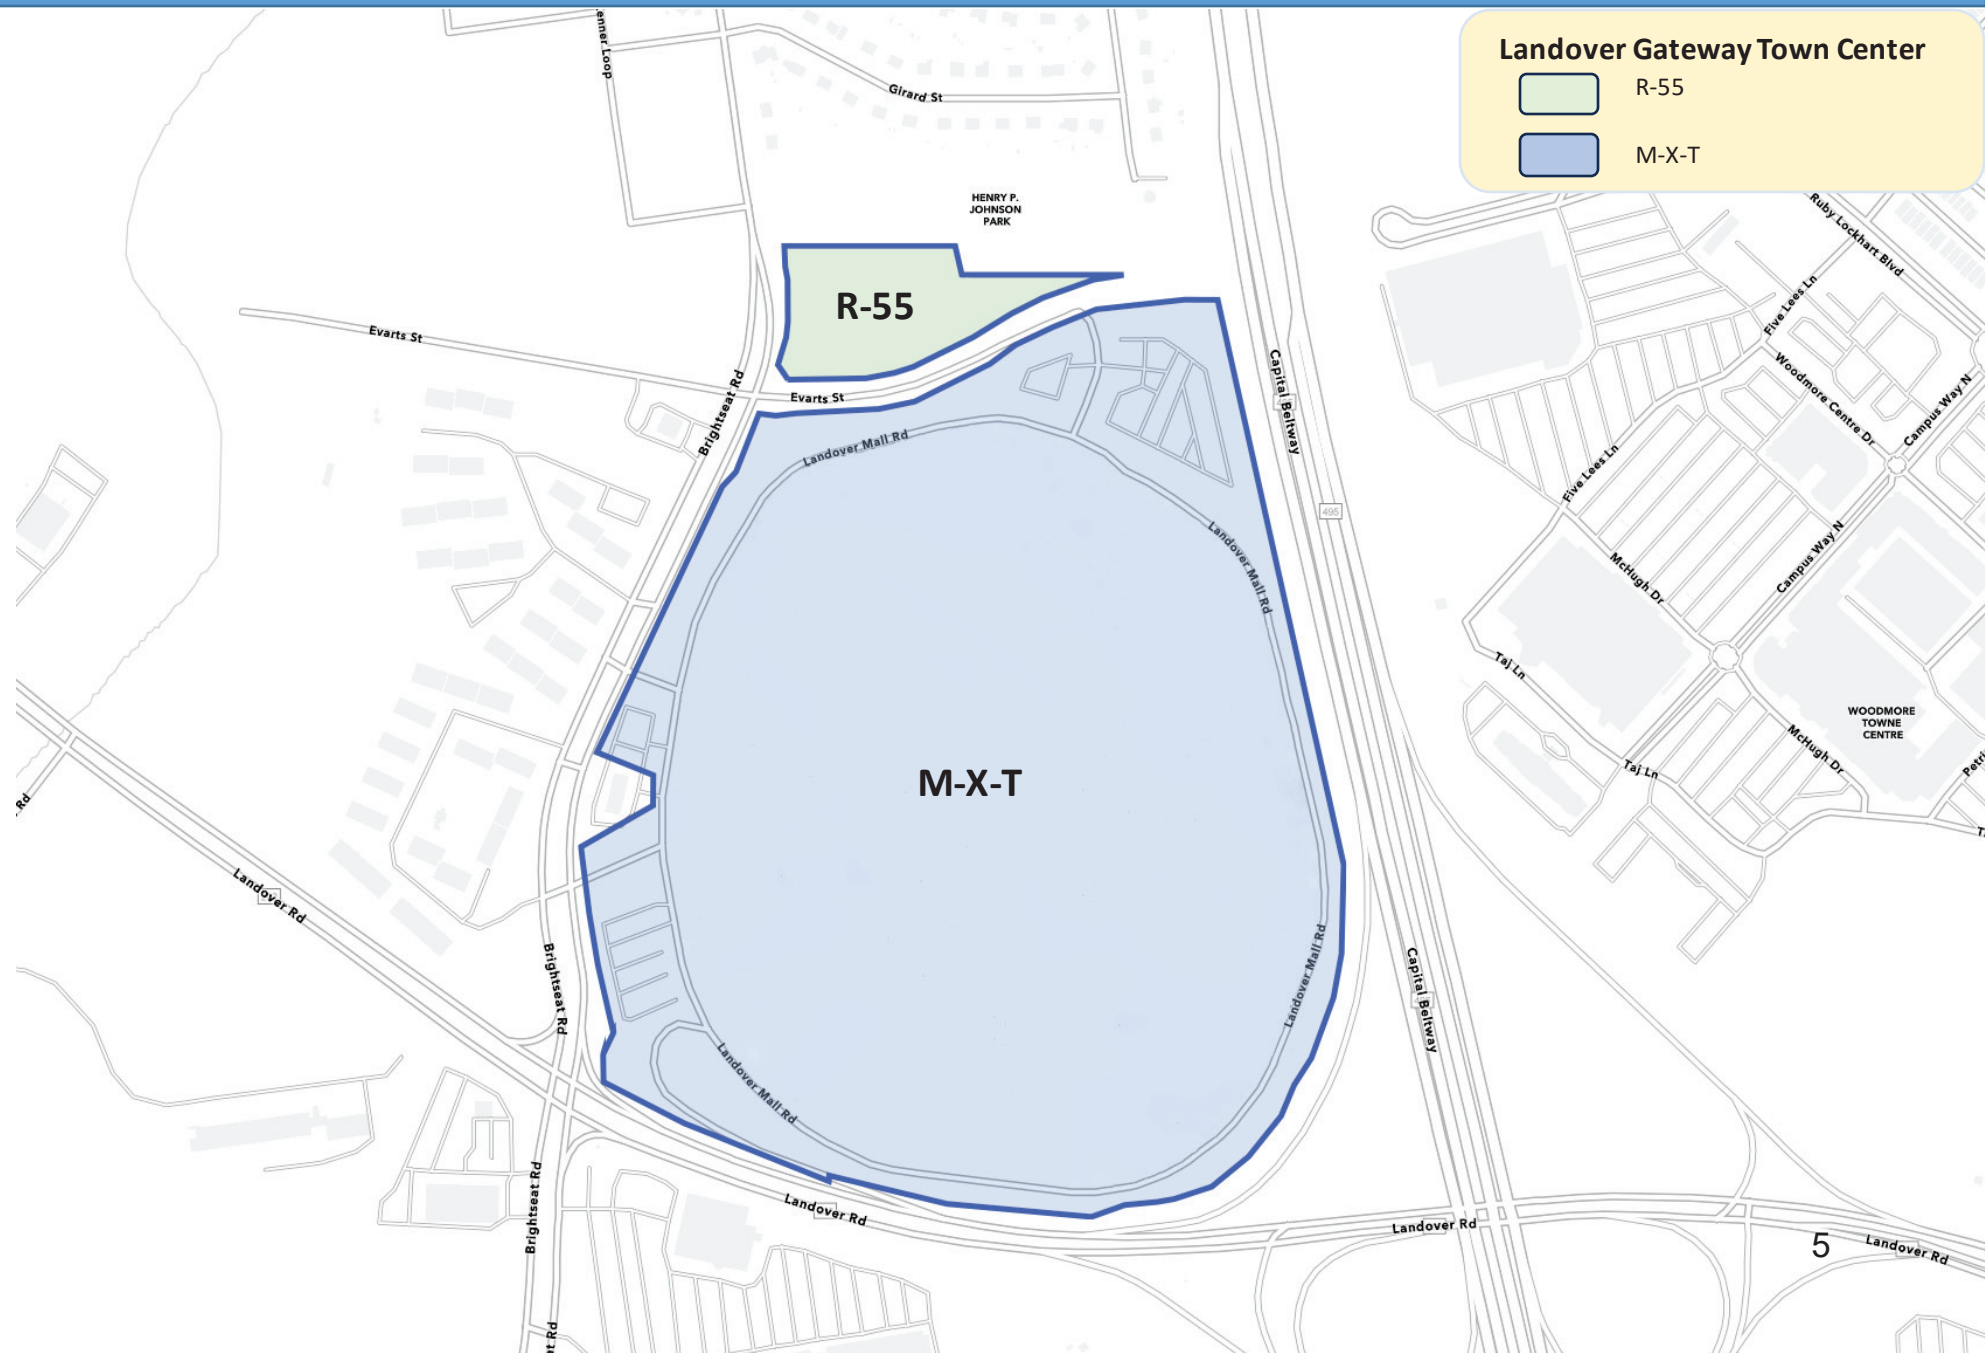 Landover Gateway Town Center
R-55
M-X-T
Girard St
HENRY P.
JOHNSON
PARK
Ruby Lockhart Blvd
Five Lees Ln
R-55
Evarts St
Brightseat Rd
Evarts St
Capital Beltway
Woodmore Centre Dr
Campus Way N
Landover Mall Rd
Five Lees Ln
495
Landover Mall Rd
McHugh Dr
Campus Way N
Taj Ln
WOODMORE
TOWNE
CENTRE
McHugh Dr
Taj Ln
M-X-T
Rd
Landover Rd
Brightseat Rd
Landover Mall Rd
Capital Beltway
Landover Mall Rd
Brightseat Rd
Landover Rd
Landover Rd
5
Landover Rd